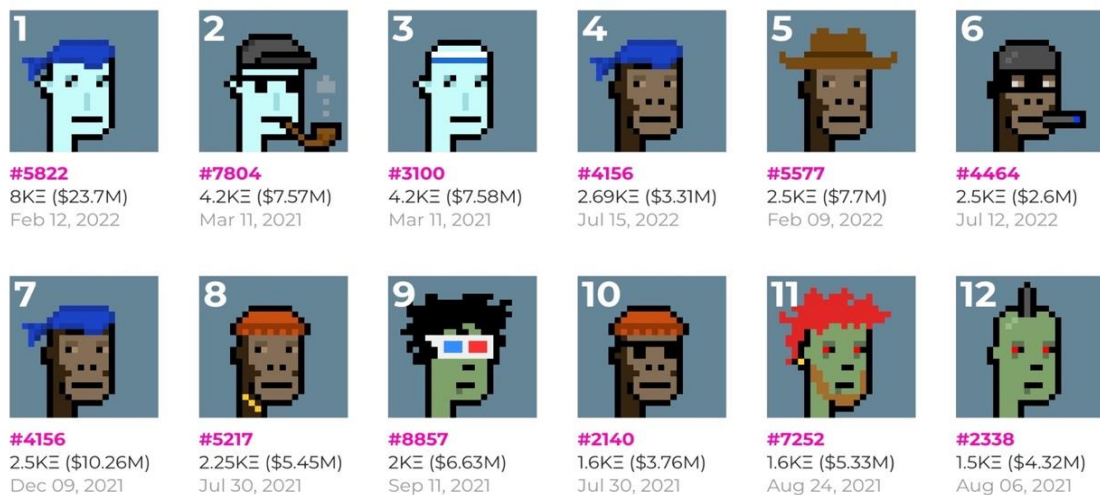 1
#5822
8KΞ ($23.7M)
Feb 12, 2022
2
#7804
4.2KΞ ($7.57M)
Mar 11, 2021
3
#3100
4.2KΞ ($7.58M)
Mar 11, 2021
4
#4156
2.69KΞ ($3.31M)
Jul 15, 2022
5
#5577
2.5KΞ ($7.7M)
Feb 09, 2022
6
#4464
2.5KΞ ($2.6M)
Jul 12, 2022
7
#4156
2.5KΞ ($10.26M)
Dec 09, 2021
8
#5217
2.25KΞ ($5.45M)
Jul 30, 2021
9
#8857
2KΞ ($6.63M)
Sep 11, 2021
10
#2140
1.6KΞ ($3.76M)
Jul 30, 2021
11
#7252
1.6KΞ ($5.33M)
Aug 24, 2021
12
#2338
1.5KΞ ($4.32M)
Aug 06, 2021